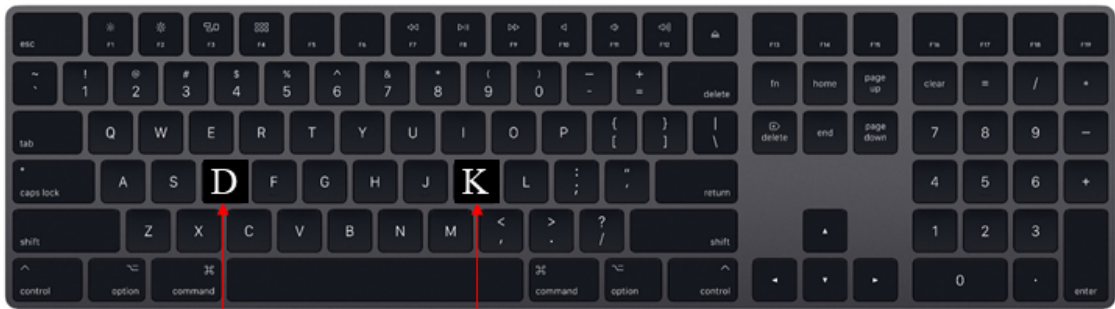 esc F1 F2 F3 F4 F5 F6 F7 F8 F9 F10 F11 F12 F13 F14 F15 F16 F17 F18 F19
~ ` ! 1 @ 2 # 3 $ 4 % 5 ^ 6 & 7 * 8 ( 9 ) 0 — - + = delete fn home page up clear = / *
tab Q W E R T Y U I O P { [ } ] | \ delete end page down 7 8 9 −
caps lock A S D F G H J K L : ; " ' return 4 5 6 +
shift Z X C V B N M < , > . ? / shift 1 2 3
control option command command option control 0 . enter